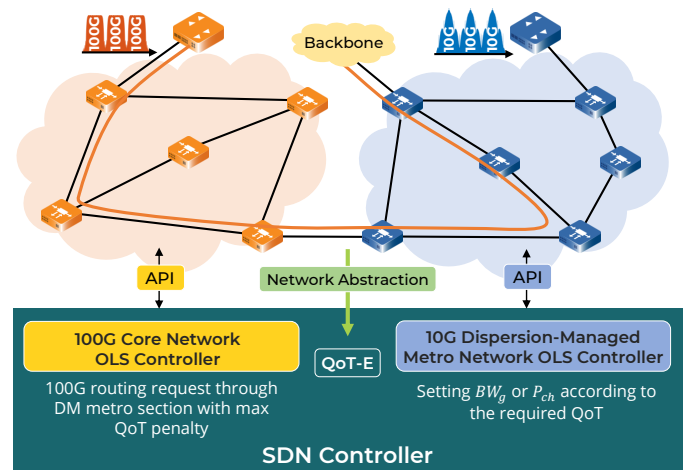 100G 100G 100G
Backbone
10G 10G 10G
API
Network Abstraction
API
100G Core Network
OLS Controller
100G routing request through
DM metro section with max
QoT penalty
QoT-E
10G Dispersion-Managed
Metro Network OLS Controller
Setting BW_g or P_ch according to
the required QoT
SDN Controller